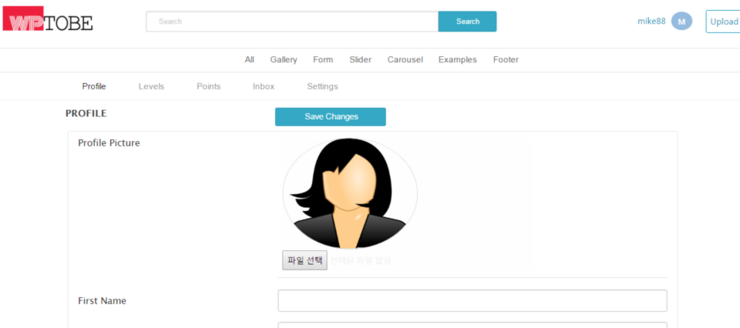 WPTOBE
Search
Search
mike88
M
Upload
All Gallery Form Slider Carousel Examples Footer
Profile Levels Points Inbox Settings
PROFILE
Save Changes
Profile Picture
파일 선택 선택된 파일 없음
First Name